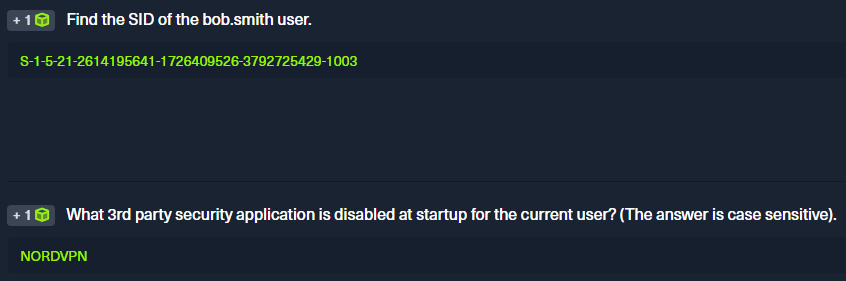 + 1 Find the SID of the bob.smith user.
S-1-5-21-2614195641-1726409526-3792725429-1003
+ 1 What 3rd party security application is disabled at startup for the current user? (The answer is case sensitive).
NORDVPN